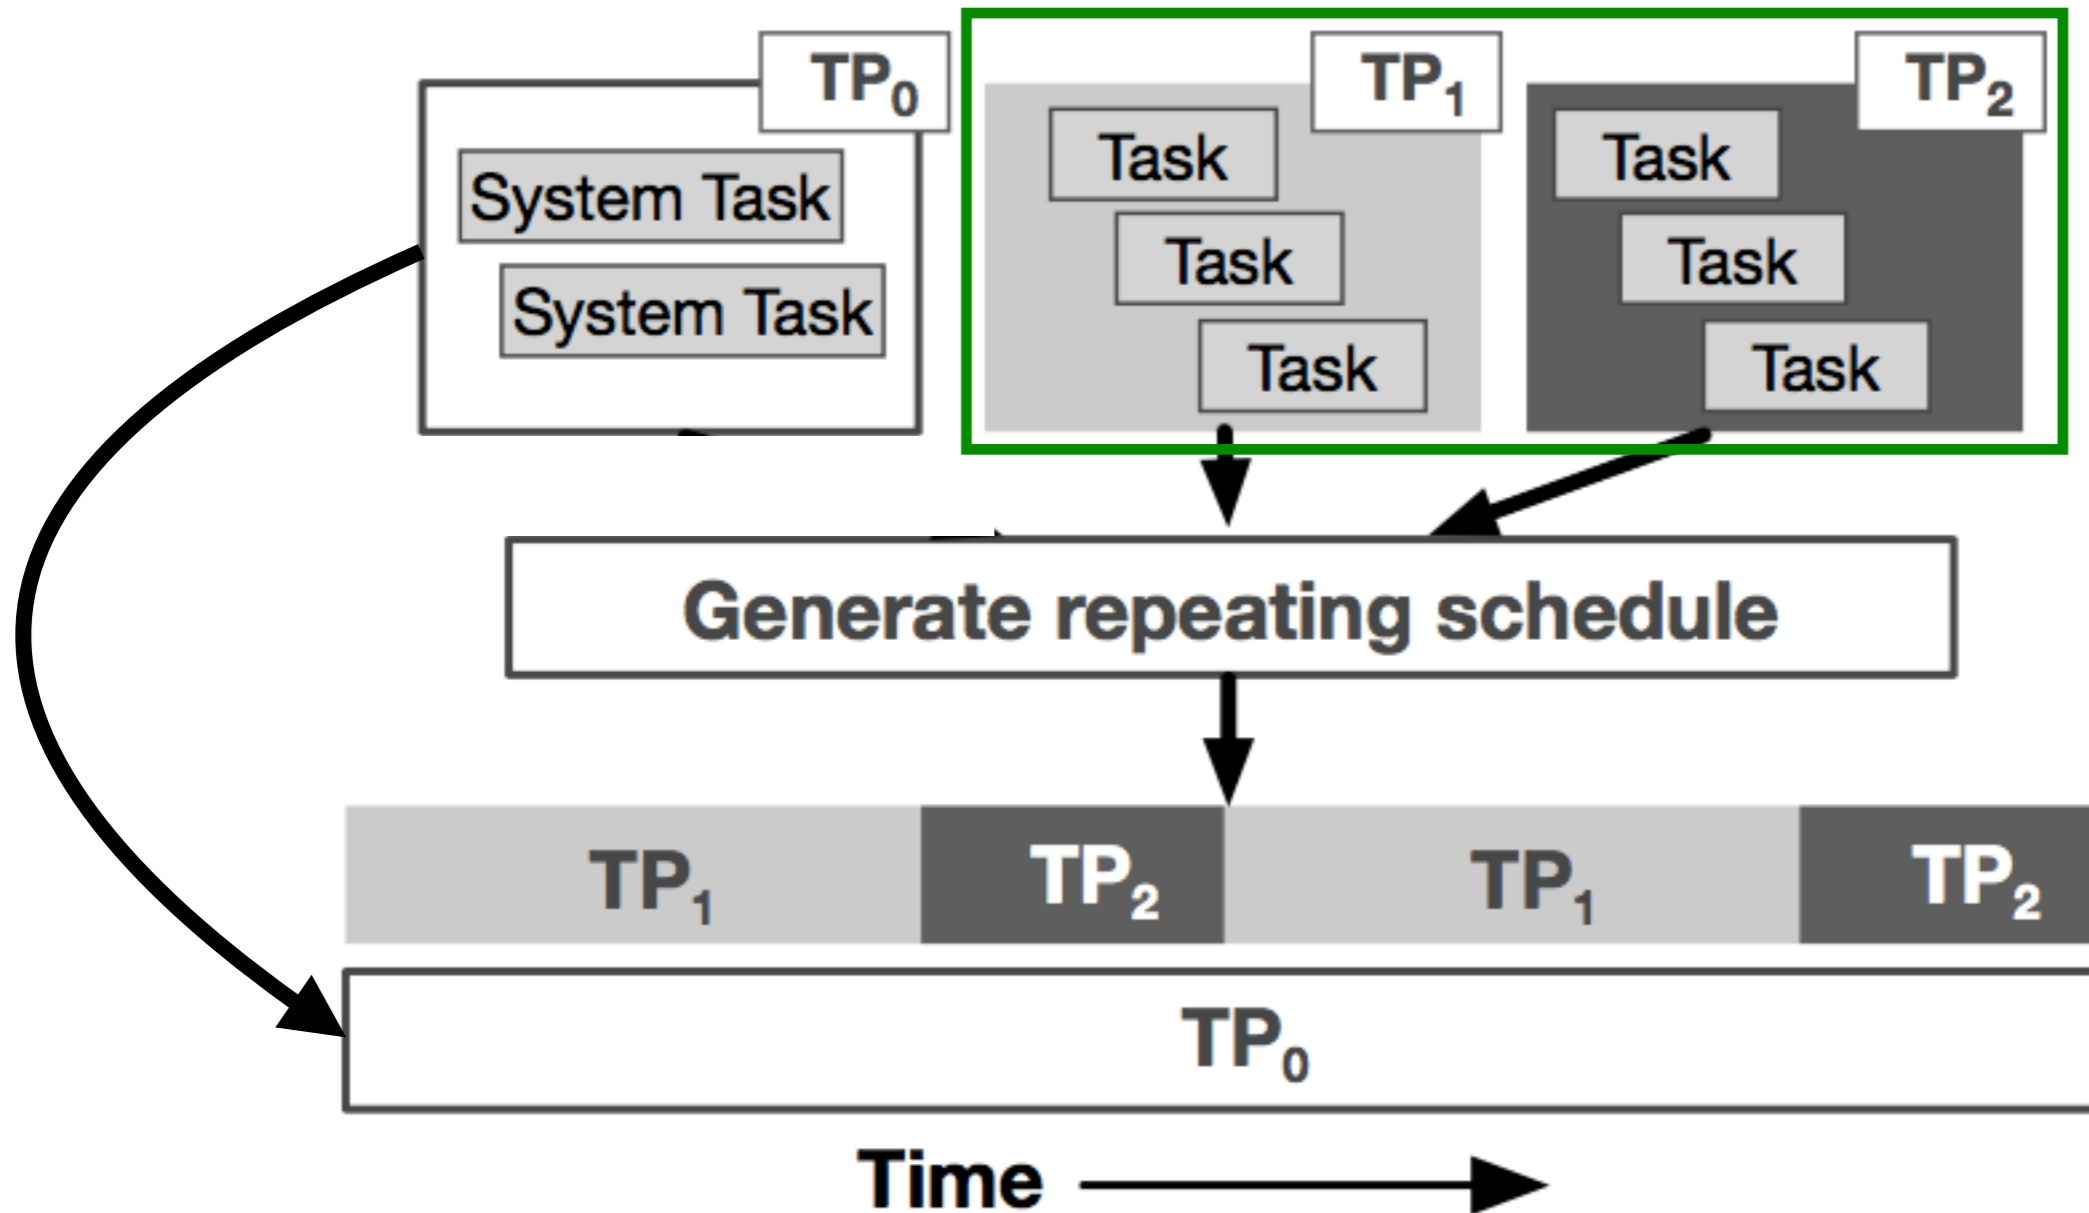 TP0
TP1
TP2
System Task
System Task
Task
Task
Task
Task
Task
Task
Generate repeating schedule
TP1
TP2
TP1
TP2
TP0
Time